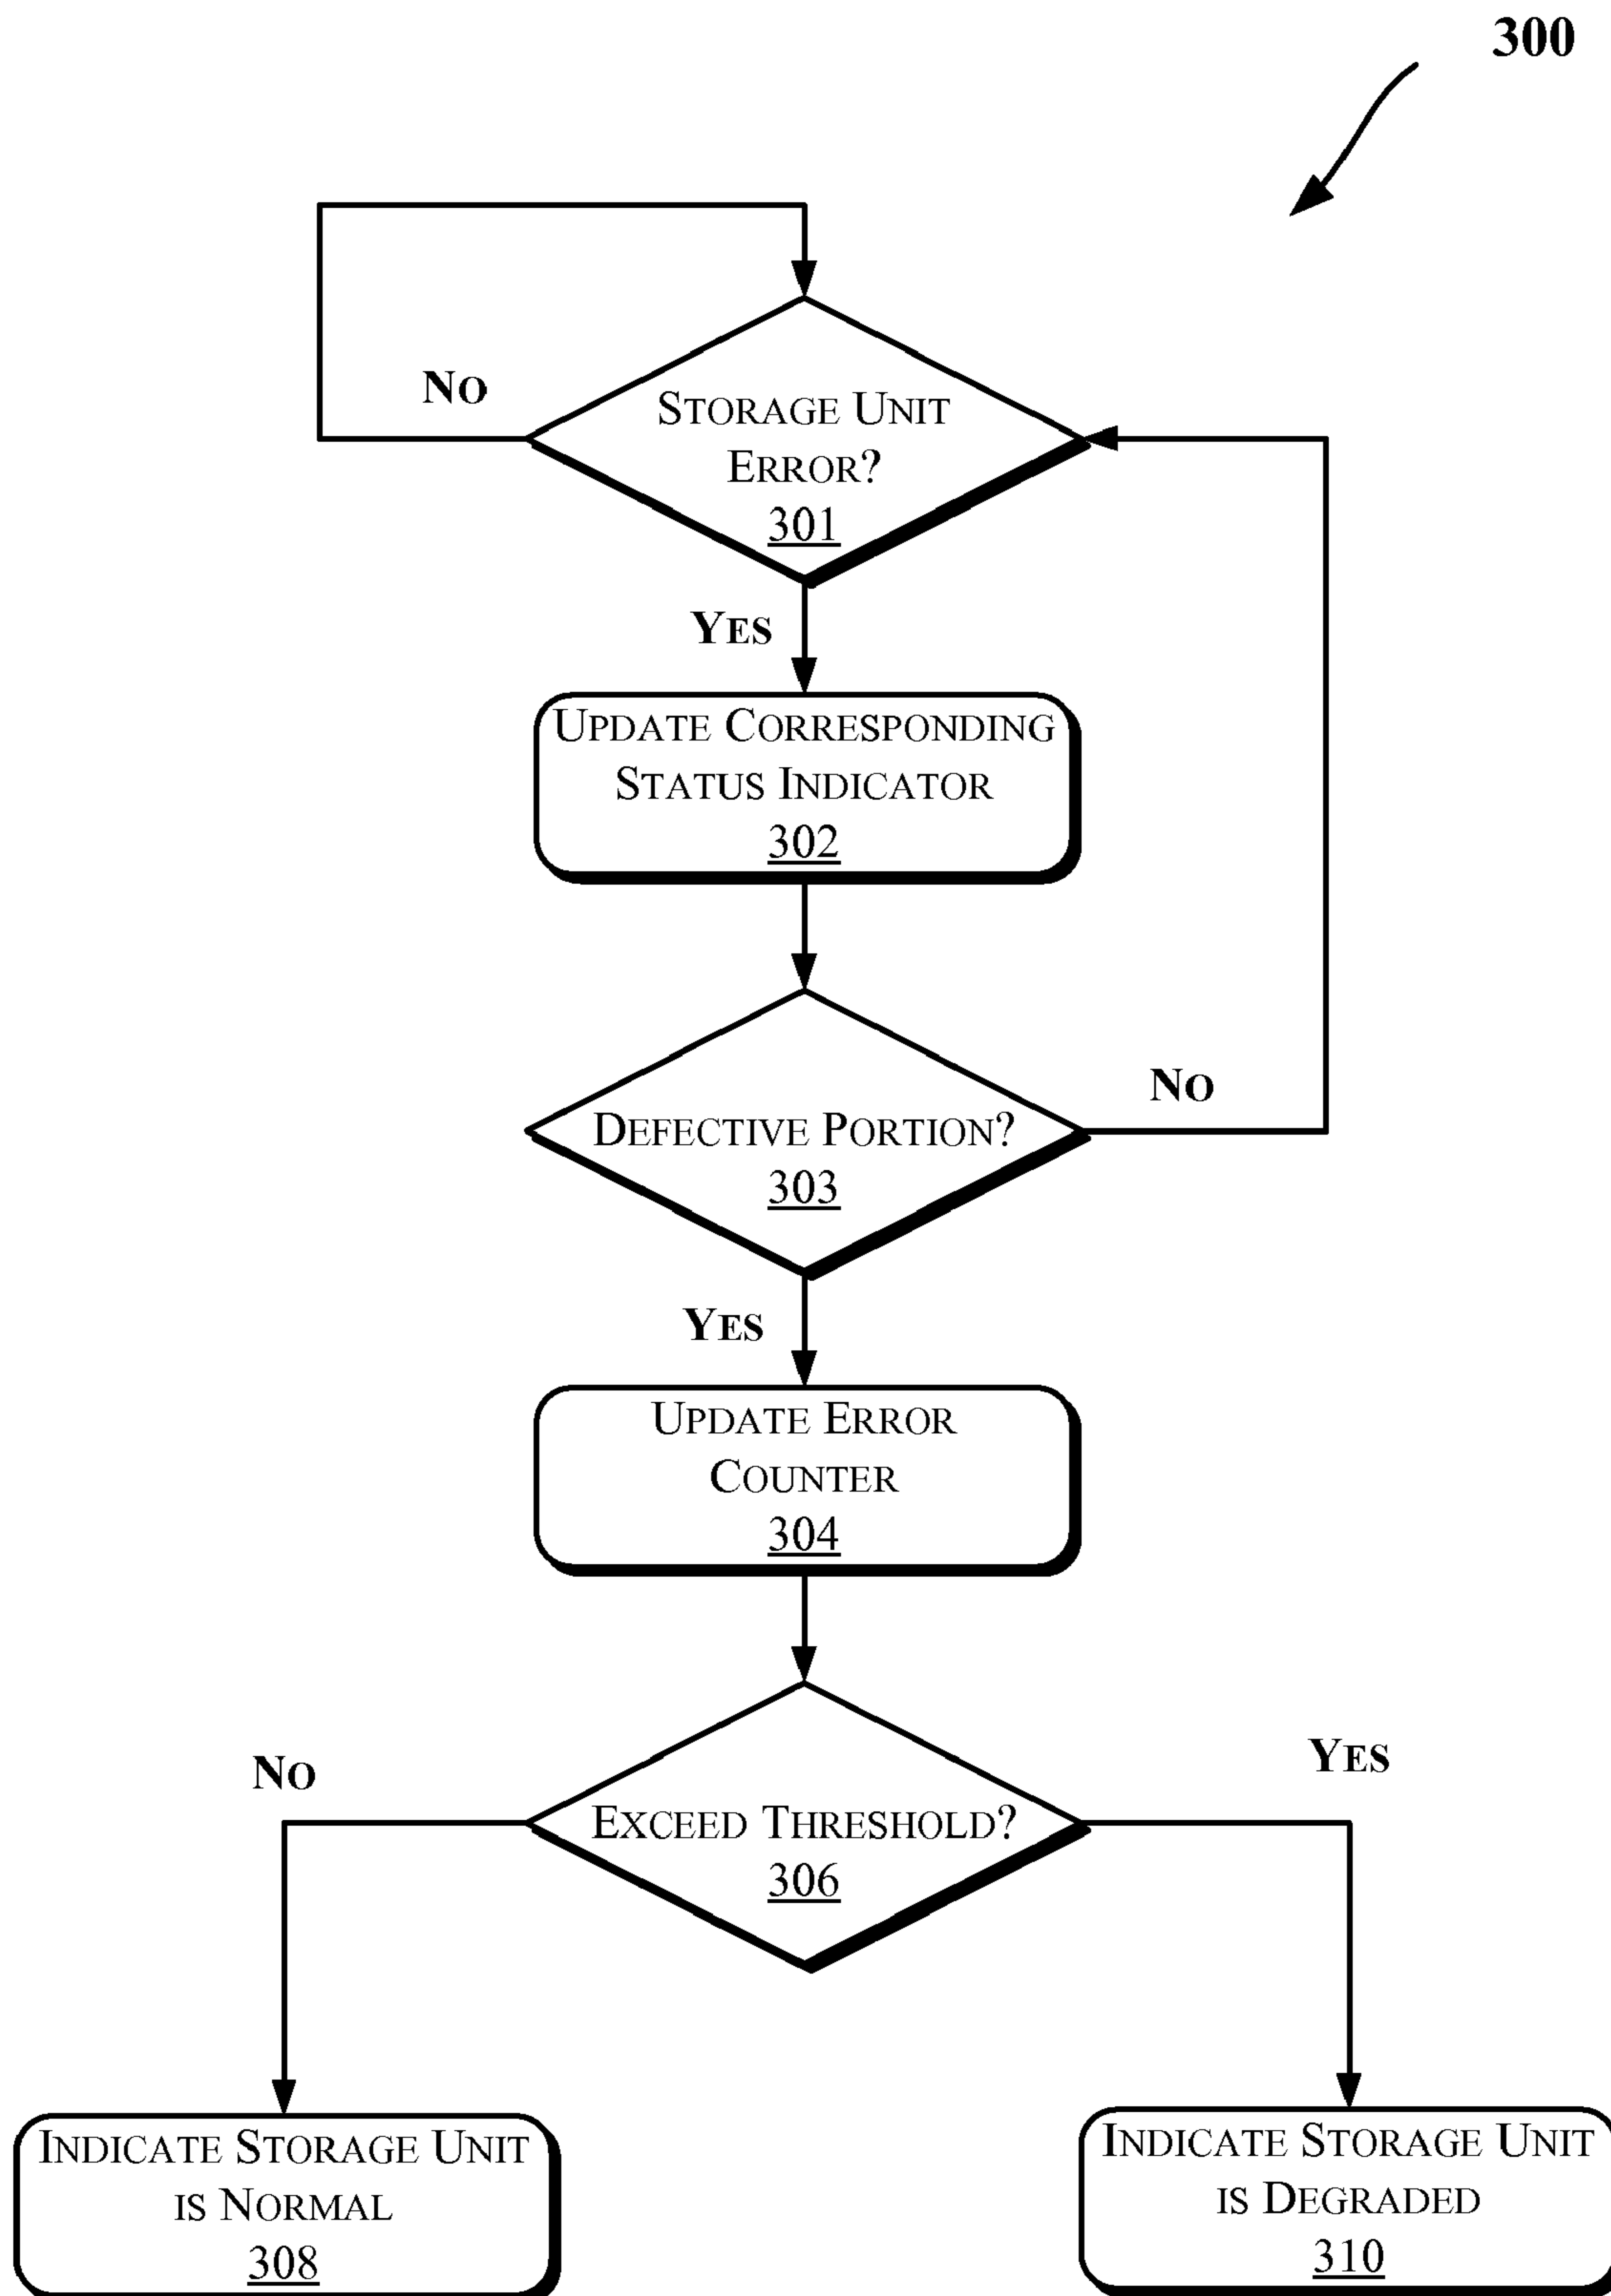 300
NO
STORAGE UNIT
ERROR?
301
YES
UPDATE CORRESPONDING
STATUS INDICATOR
302
NO
DEFECTIVE PORTION?
303
YES
UPDATE ERROR
COUNTER
304
NO
YES
EXCEED THRESHOLD?
306
INDICATE STORAGE UNIT
IS NORMAL
308
INDICATE STORAGE UNIT
IS DEGRADED
310